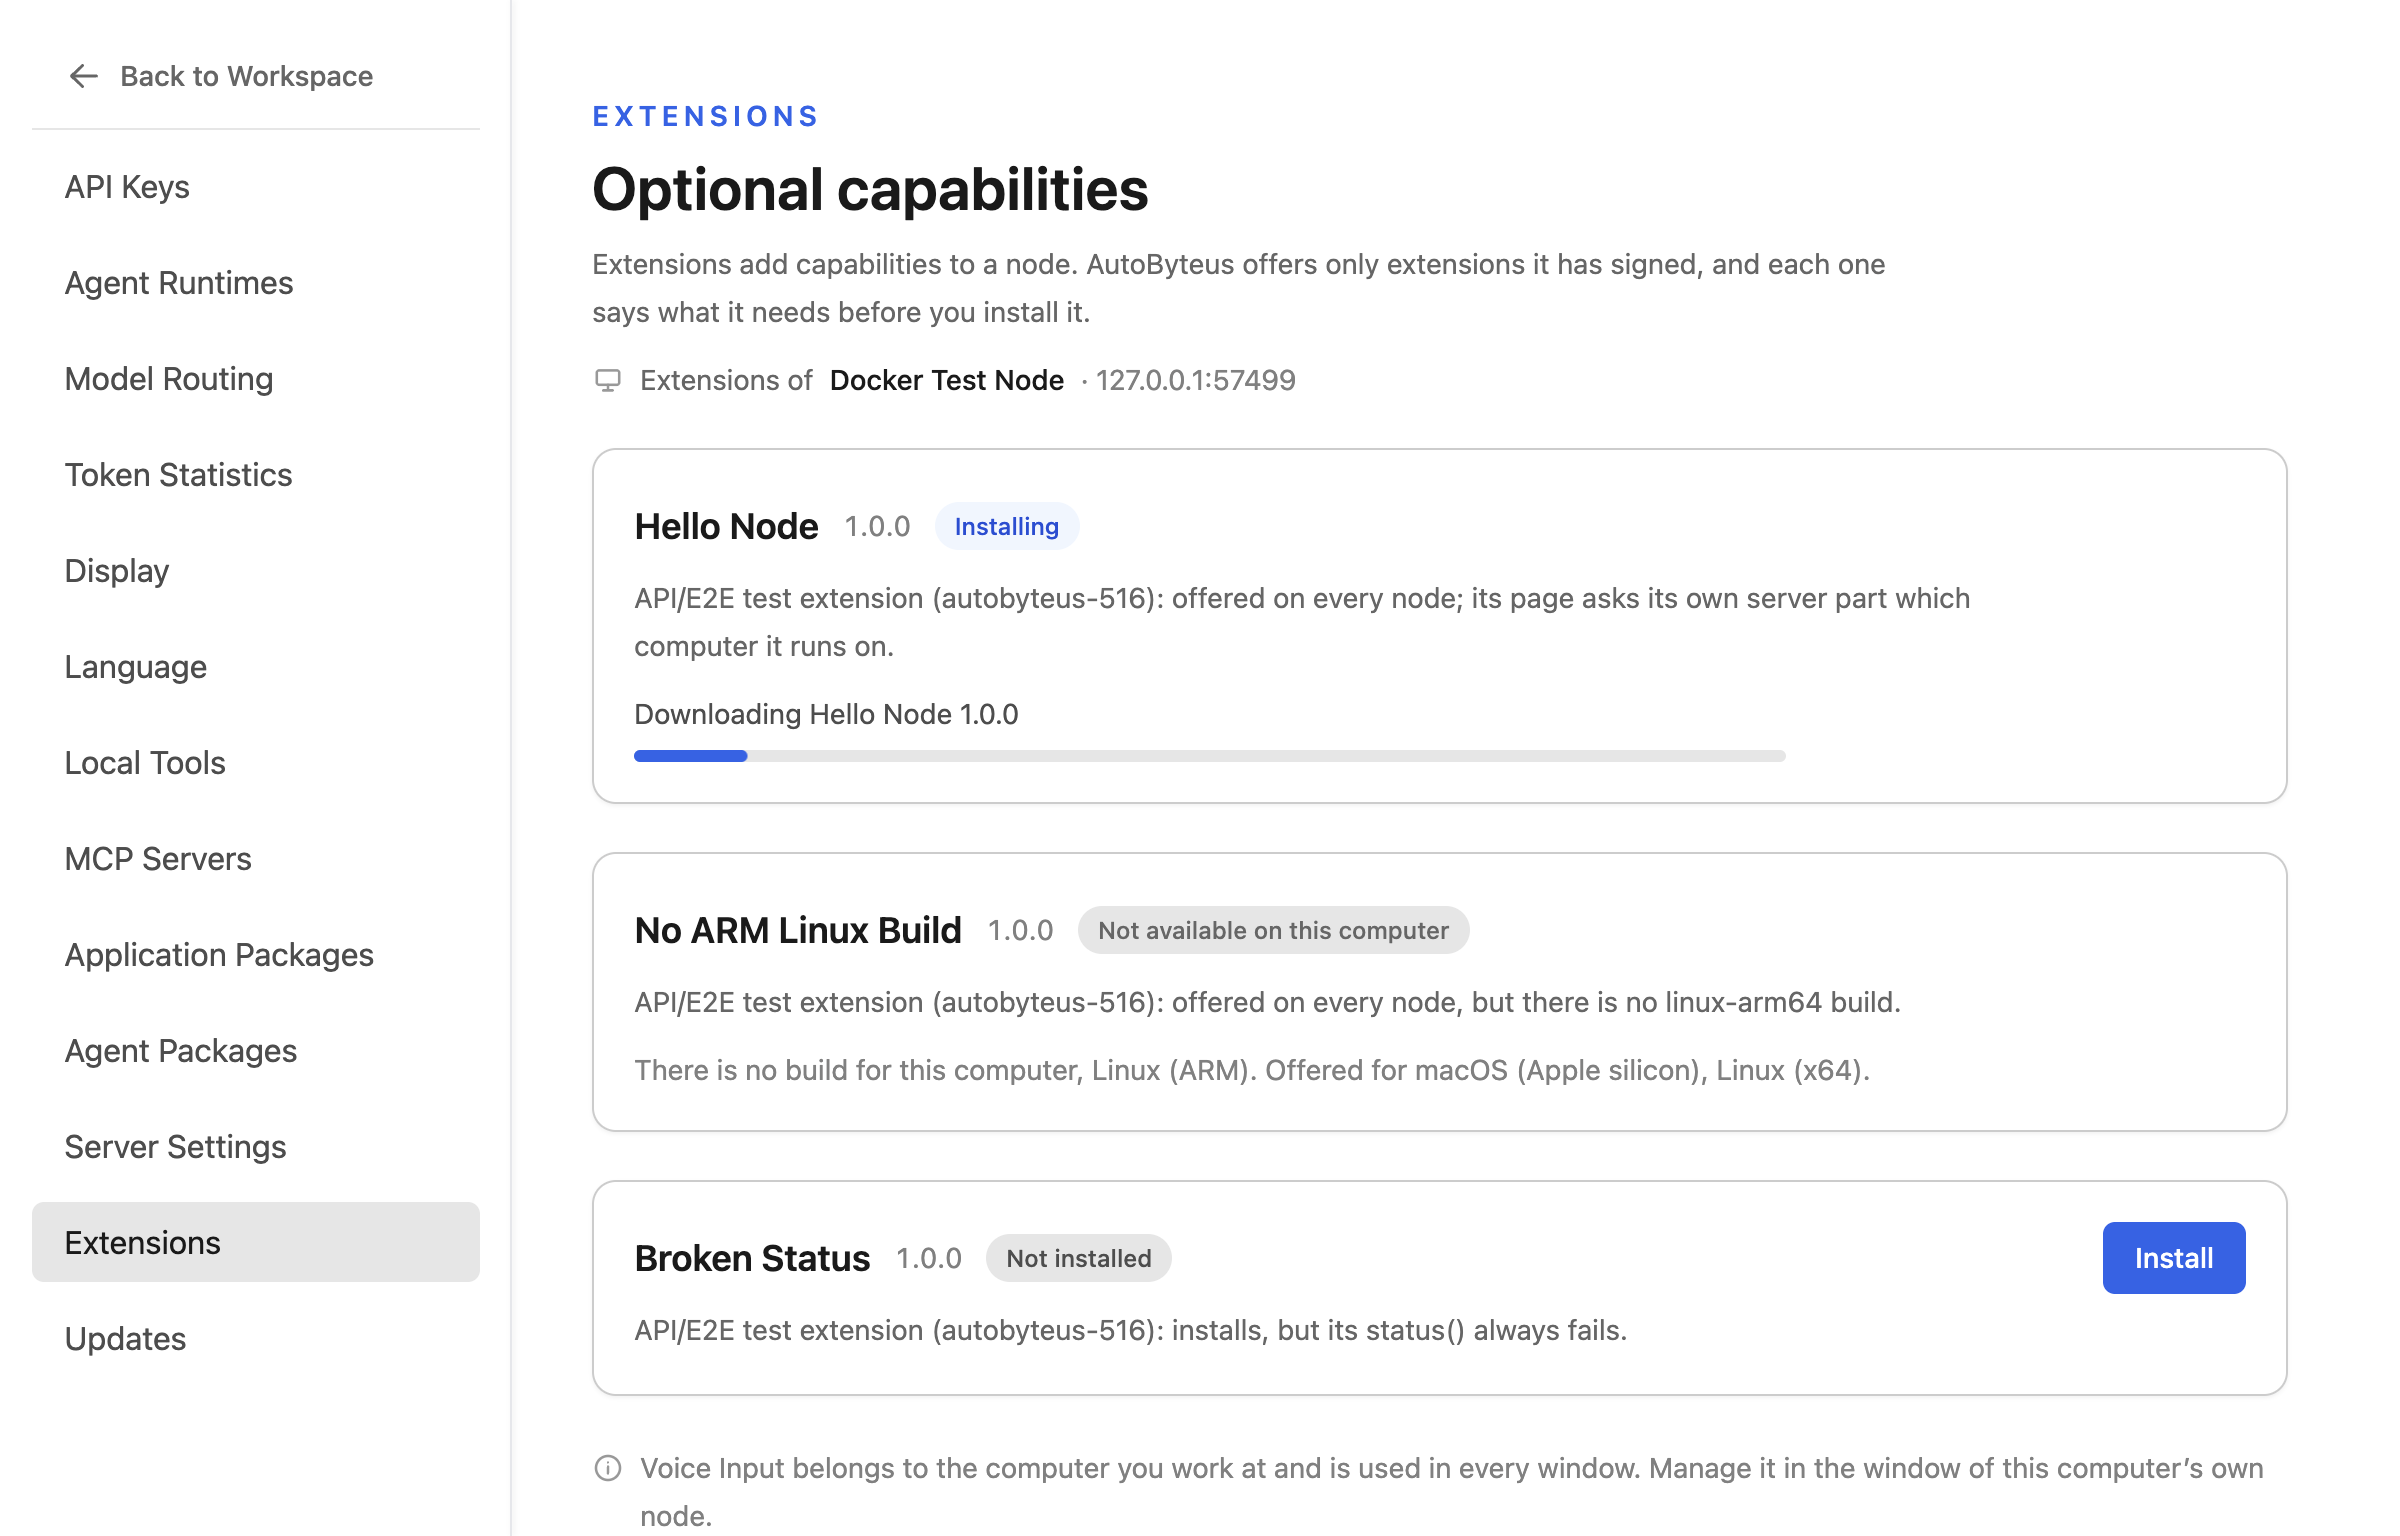 Back to Workspace
API Keys
Agent Runtimes
Model Routing
Token Statistics
Display
Language
Local Tools
MCP Servers
Application Packages
Agent Packages
Server Settings
Extensions
Updates
EXTENSIONS
Optional capabilities
Extensions add capabilities to a node. AutoByteus offers only extensions it has signed, and each one
says what it needs before you install it.
Extensions of Docker Test Node · 127.0.0.1:57499
Hello Node 1.0.0 Installing
API/E2E test extension (autobyteus-516): offered on every node; its page asks its own server part which
computer it runs on.
Downloading Hello Node 1.0.0
No ARM Linux Build 1.0.0 Not available on this computer
API/E2E test extension (autobyteus-516): offered on every node, but there is no linux-arm64 build.
There is no build for this computer, Linux (ARM). Offered for macOS (Apple silicon), Linux (x64).
Broken Status 1.0.0 Not installed Install
API/E2E test extension (autobyteus-516): installs, but its status() always fails.
Voice Input belongs to the computer you work at and is used in every window. Manage it in the window of this computer’s own
node.